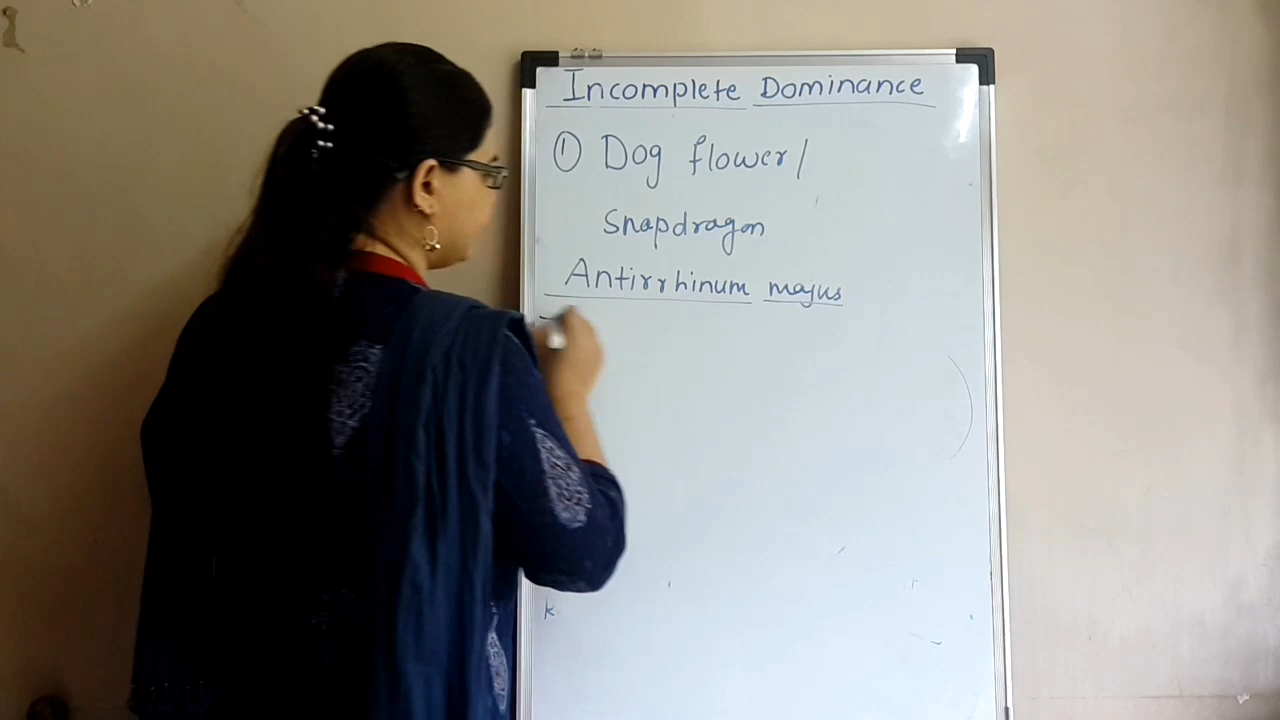 Incomplete Dominance
① Dog flower/
Snapdragon
Antirrhinum majus
k